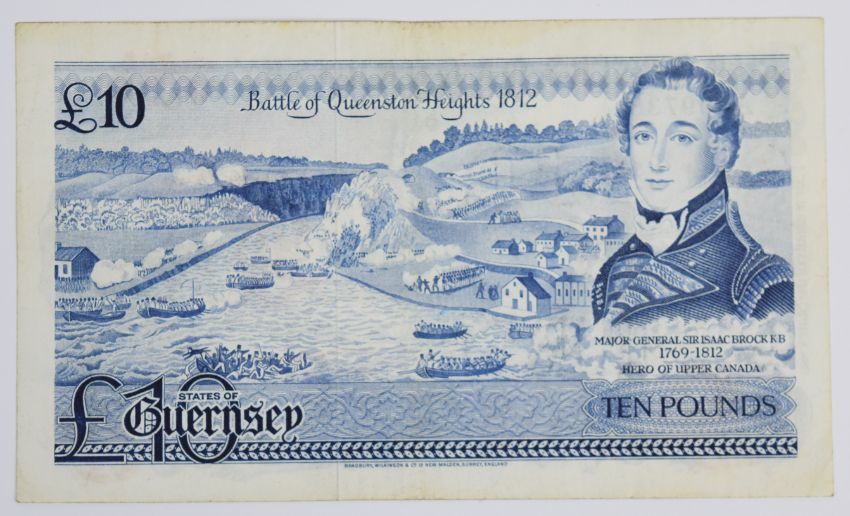 £10
Battle of Queenston Heights 1812
MAJOR GENERAL SIR ISAAC BROCK KB
1769-1812
HERO OF UPPER CANADA
£10
STATES OF
Guernsey
TEN POUNDS
BRADBURY, WILKINSON & Co LD NEW MALDEN, SURREY, ENGLAND